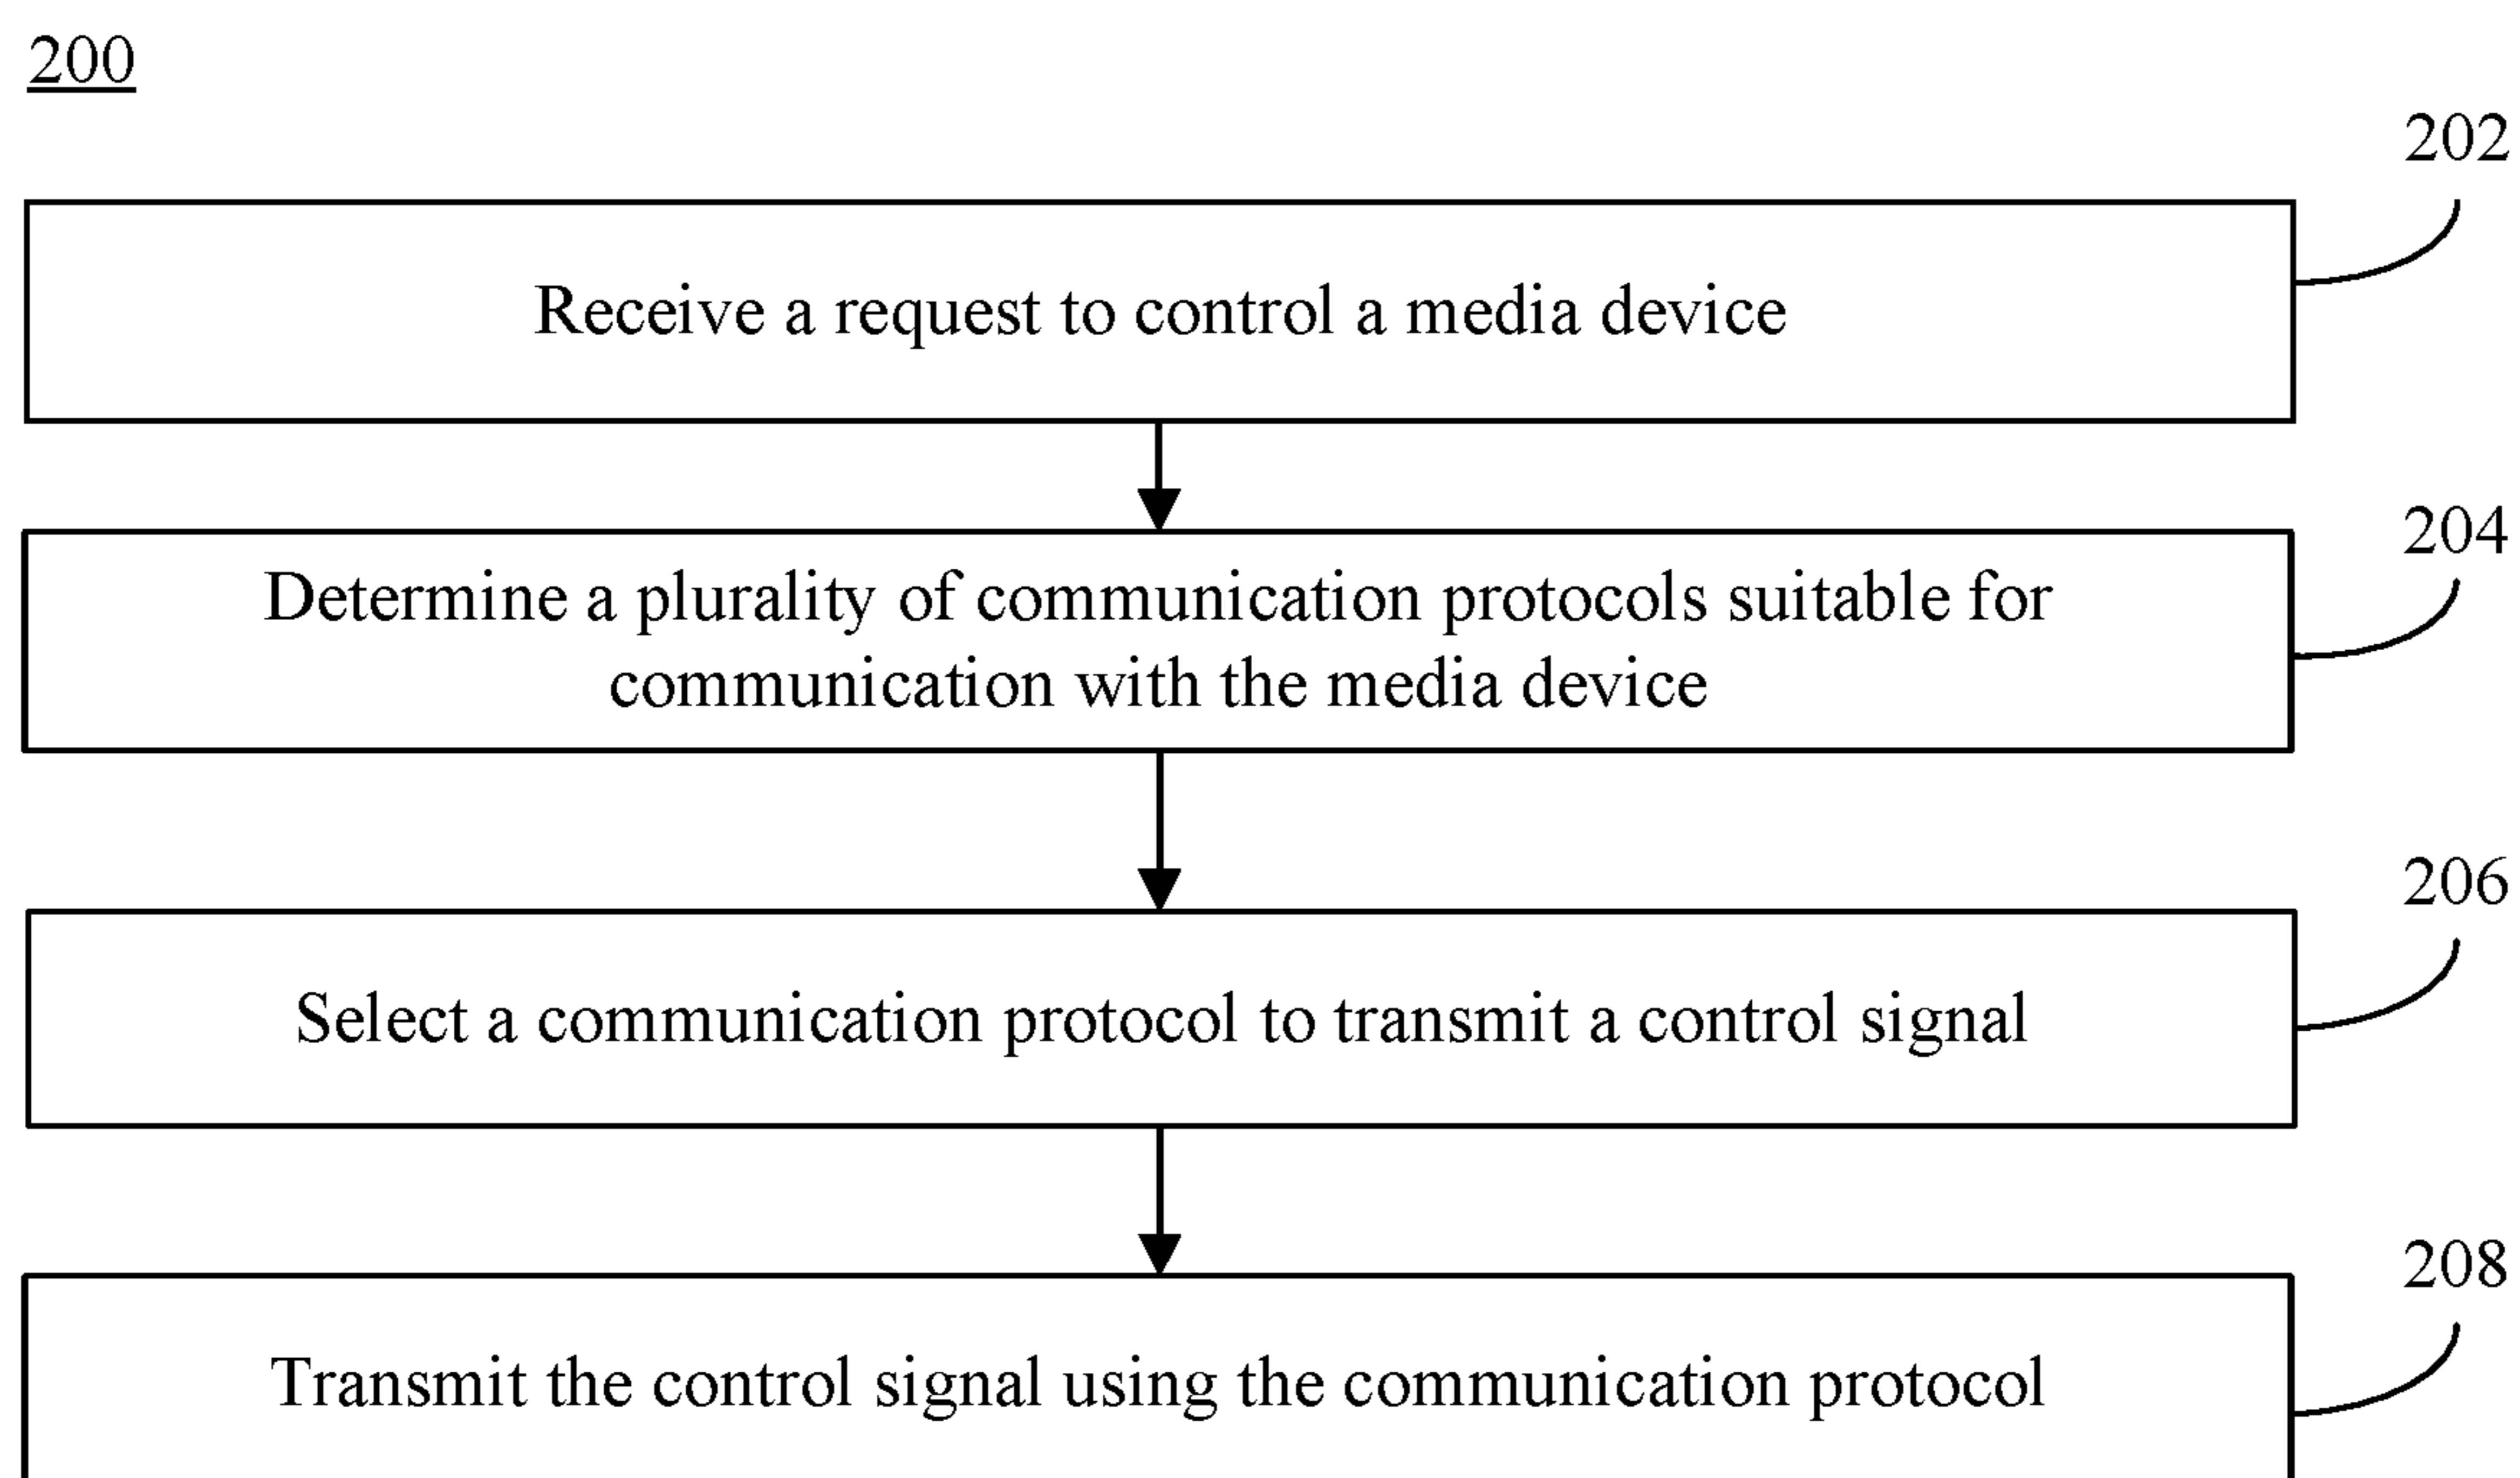 200
202
Receive a request to control a media device
204
Determine a plurality of communication protocols suitable for
communication with the media device
206
Select a communication protocol to transmit a control signal
208
Transmit the control signal using the communication protocol